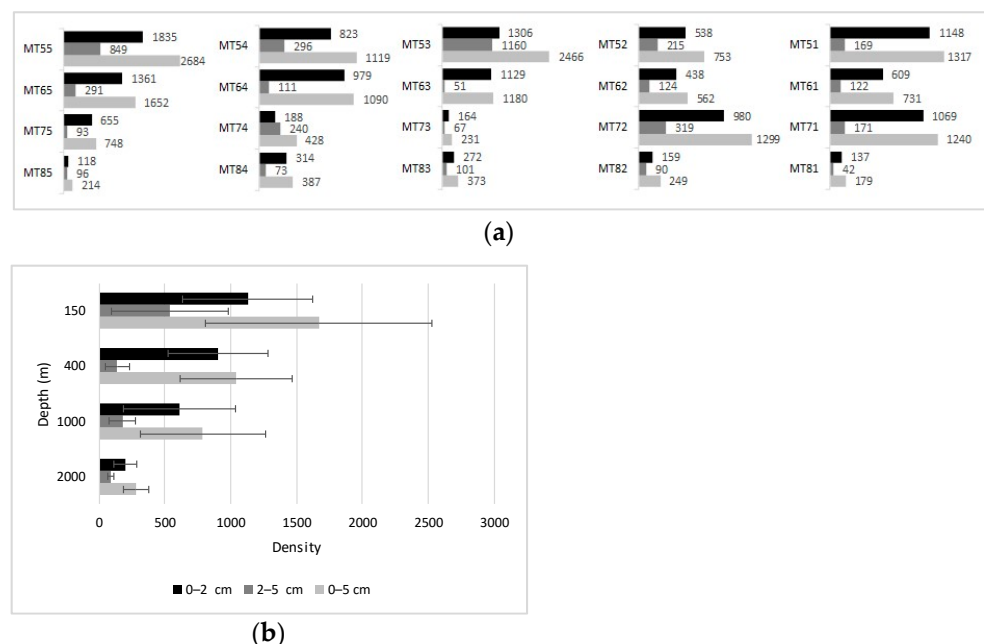 1835 823 1306 538 1148
MT55 849 MT54 296 MT53 1160 MT52 215 MT51 169
2684 1119 2466 753 1317
1361 979 1129 438 609
MT65 291 MT64 111 MT63 51 MT62 124 MT61 122
1652 1090 1180 562 731
655 188 164 980 1069
MT75 93 MT74 240 MT73 67 MT72 319 MT71 171
748 428 231 1299 1240
118 314 272 159 137
MT85 96 MT84 73 MT83 101 MT82 90 MT81 42
214 387 373 249 179
(a)
Depth (m)
150
400
1000
2000
0 500 1000 1500 2000 2500 3000
Density
0–2 cm 2–5 cm 0–5 cm
(b)